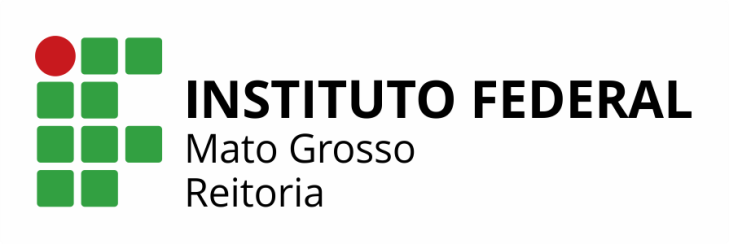 INSTITUTO FEDERAL
Mato Grosso
Reitoria